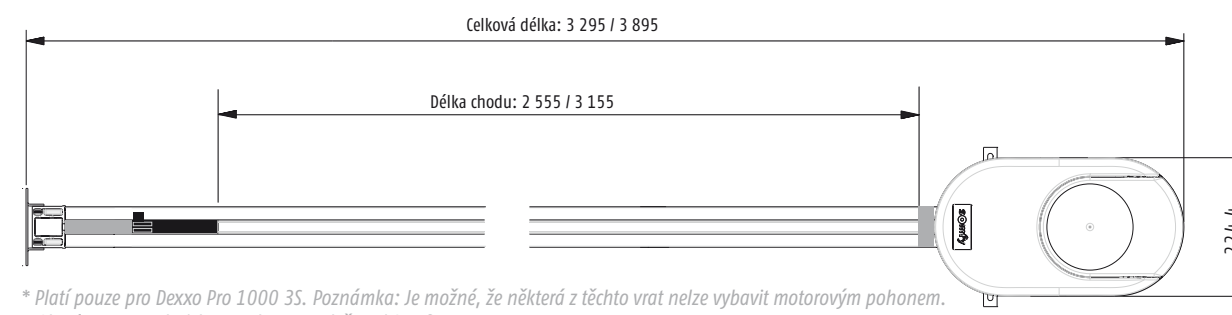 Celková délka: 3 295 / 3 895
Délka chodu: 2 555 / 3 155
somfy
* Platí pouze pro Dexxo Pro 1000 3S. Poznámka: Je možné, že některá z těchto vrat nelze vybavit motorovým pohonem.